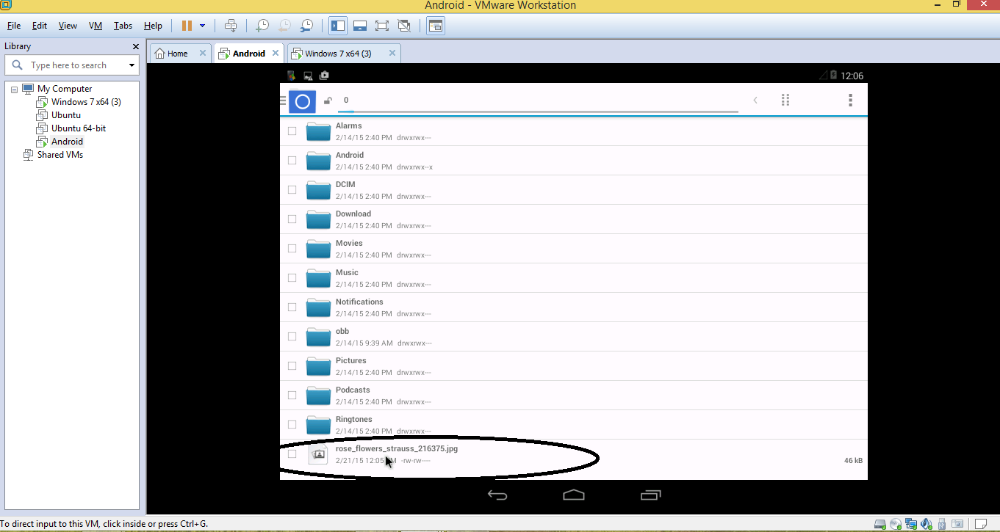 Android - VMware Workstation
File Edit View VM Tabs Help
Library
Type here to search
My Computer
Windows 7 x64 (3)
Ubuntu
Ubuntu 64-bit
Android
Shared VMs
Home Android Windows 7 x64 (3)
12:06
0
Alarms
2/14/15 2:40 PM drwxrwx---
Android
2/14/15 2:40 PM drwxrwx--x
DCIM
2/14/15 2:40 PM drwxrwx---
Download
2/14/15 2:40 PM drwxrwx---
Movies
2/14/15 2:40 PM drwxrwx---
Music
2/14/15 2:40 PM drwxrwx---
Notifications
2/14/15 2:40 PM drwxrwx---
obb
2/14/15 9:39 AM drwxrwx---
Pictures
2/14/15 2:40 PM drwxrwx---
Podcasts
2/14/15 2:40 PM drwxrwx---
Ringtones
2/14/15 2:40 PM drwxrwx---
rose_flowers_strauss_216375.jpg
2/21/15 12:05 -rw-rw---- 46 kB
To direct input to this VM, click inside or press Ctrl+G.